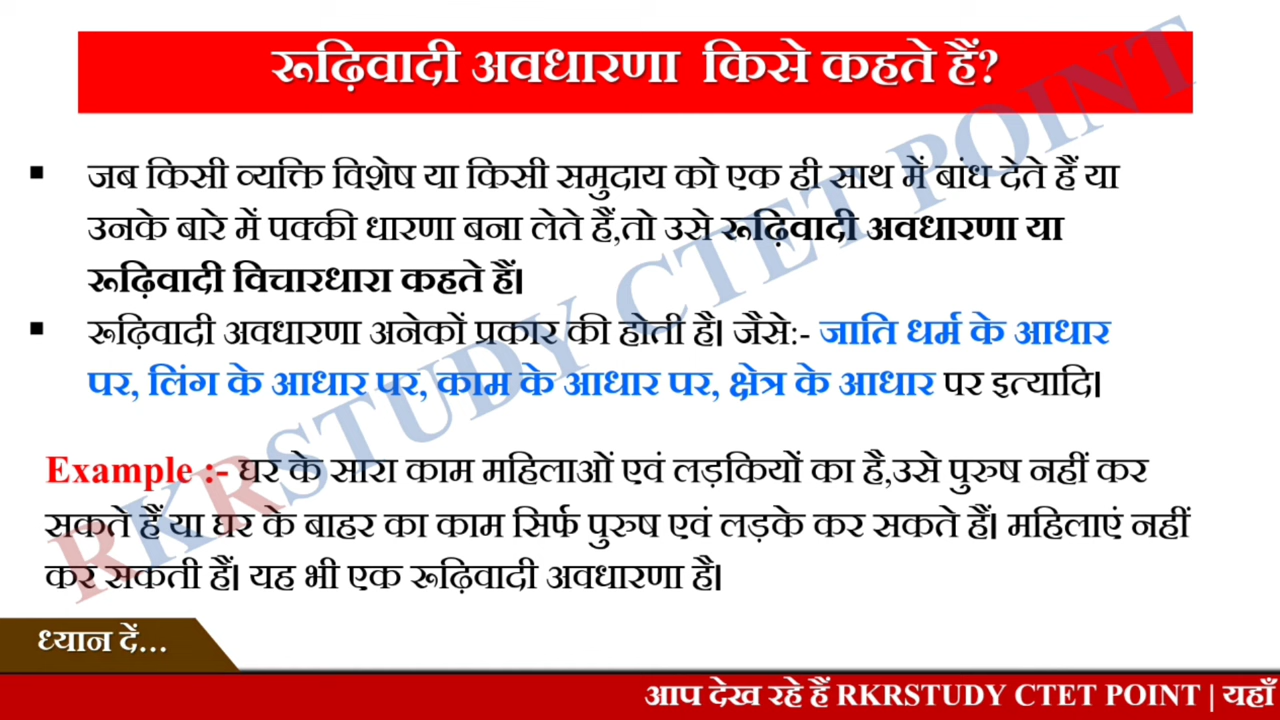 रूढ़िवादी अवधारणा किसे कहते हैं?
▪ जब किसी व्यक्ति विशेष या किसी समुदाय को एक ही साथ में बांध देते हैं या
उनके बारे में पक्की धारणा बना लेते हैं,तो उसे रूढ़िवादी अवधारणा या
रूढ़िवादी विचारधारा कहते हैं।
▪ रूढ़िवादी अवधारणा अनेकों प्रकार की होती है। जैसे:- जाति धर्म के आधार
पर, लिंग के आधार पर, काम के आधार पर, क्षेत्र के आधार पर इत्यादि।
Example :- घर के सारा काम महिलाओं एवं लड़कियों का है,उसे पुरुष नहीं कर
सकते हैं या घर के बाहर का काम सिर्फ पुरुष एवं लड़के कर सकते हैं। महिलाएं नहीं
कर सकती हैं। यह भी एक रूढ़िवादी अवधारणा है।
RKRSTUDY CTET POINT
ध्यान दें...
आप देख रहे हैं RKRSTUDY CTET POINT | यहाँ